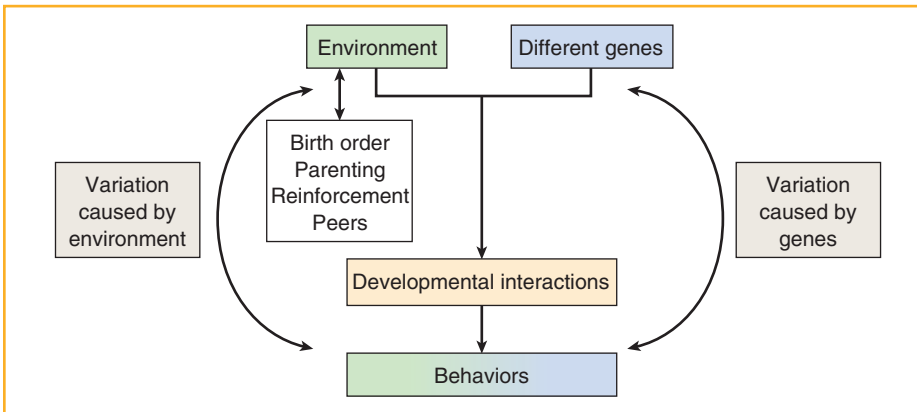 Environment
Different genes
Birth order
Parenting
Reinforcement
Peers
Variation
caused by
environment
Variation
caused by
genes
Developmental interactions
Behaviors